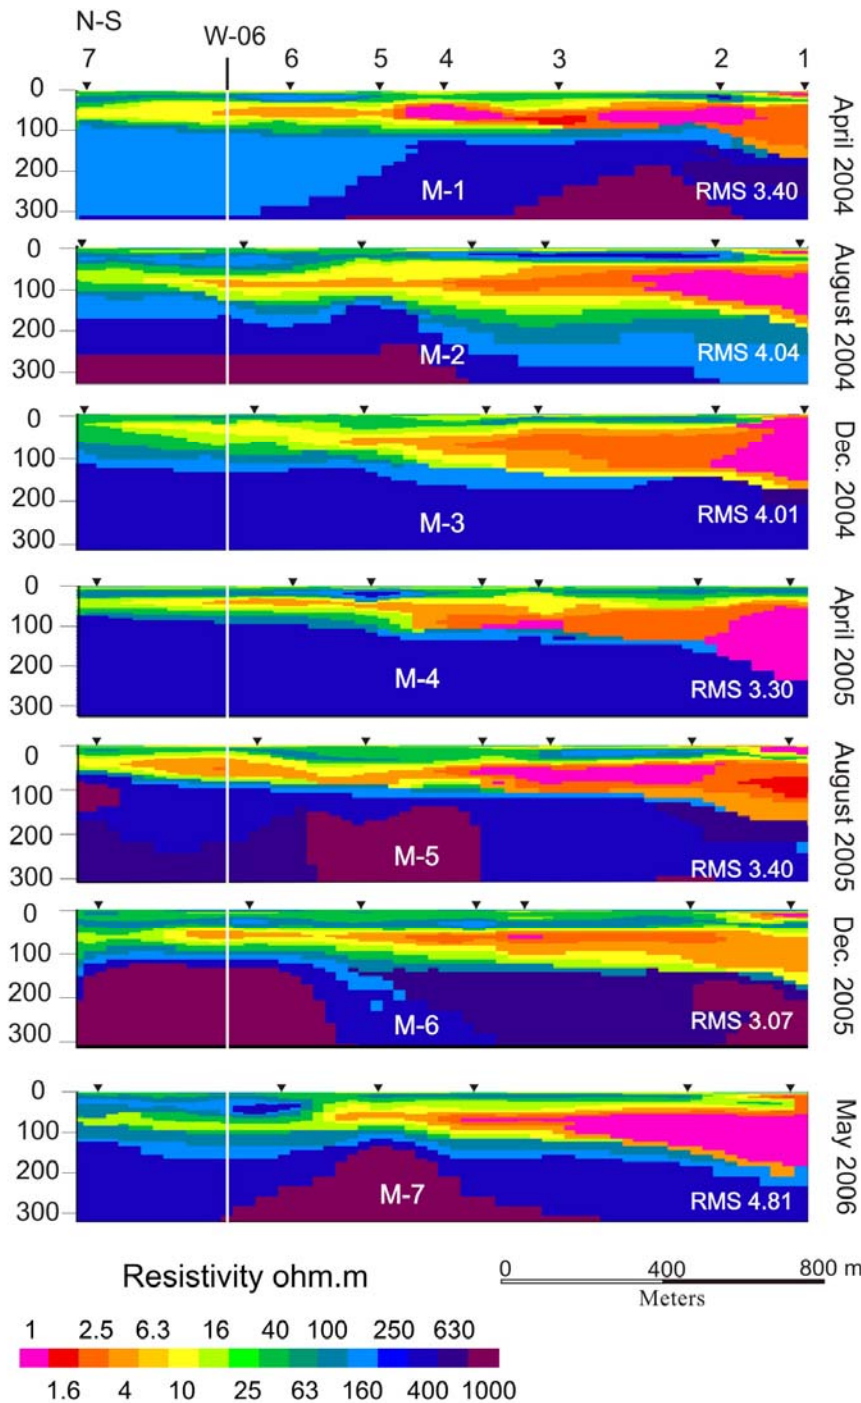 N-S
W-06
7 6 5 4 3 2 1
0
100
200
300
M-1
RMS 3.40
April 2004
0
100
200
300
M-2
RMS 4.04
August 2004
0
100
200
300
M-3
RMS 4.01
Dec. 2004
0
100
200
300
M-4
RMS 3.30
April 2005
0
100
200
300
M-5
RMS 3.40
August 2005
0
100
200
300
M-6
RMS 3.07
Dec. 2005
0
100
200
300
M-7
RMS 4.81
May 2006
Resistivity ohm.m
0 400 800 m
Meters
1 2.5 6.3 16 40 100 250 630
1.6 4 10 25 63 160 400 1000